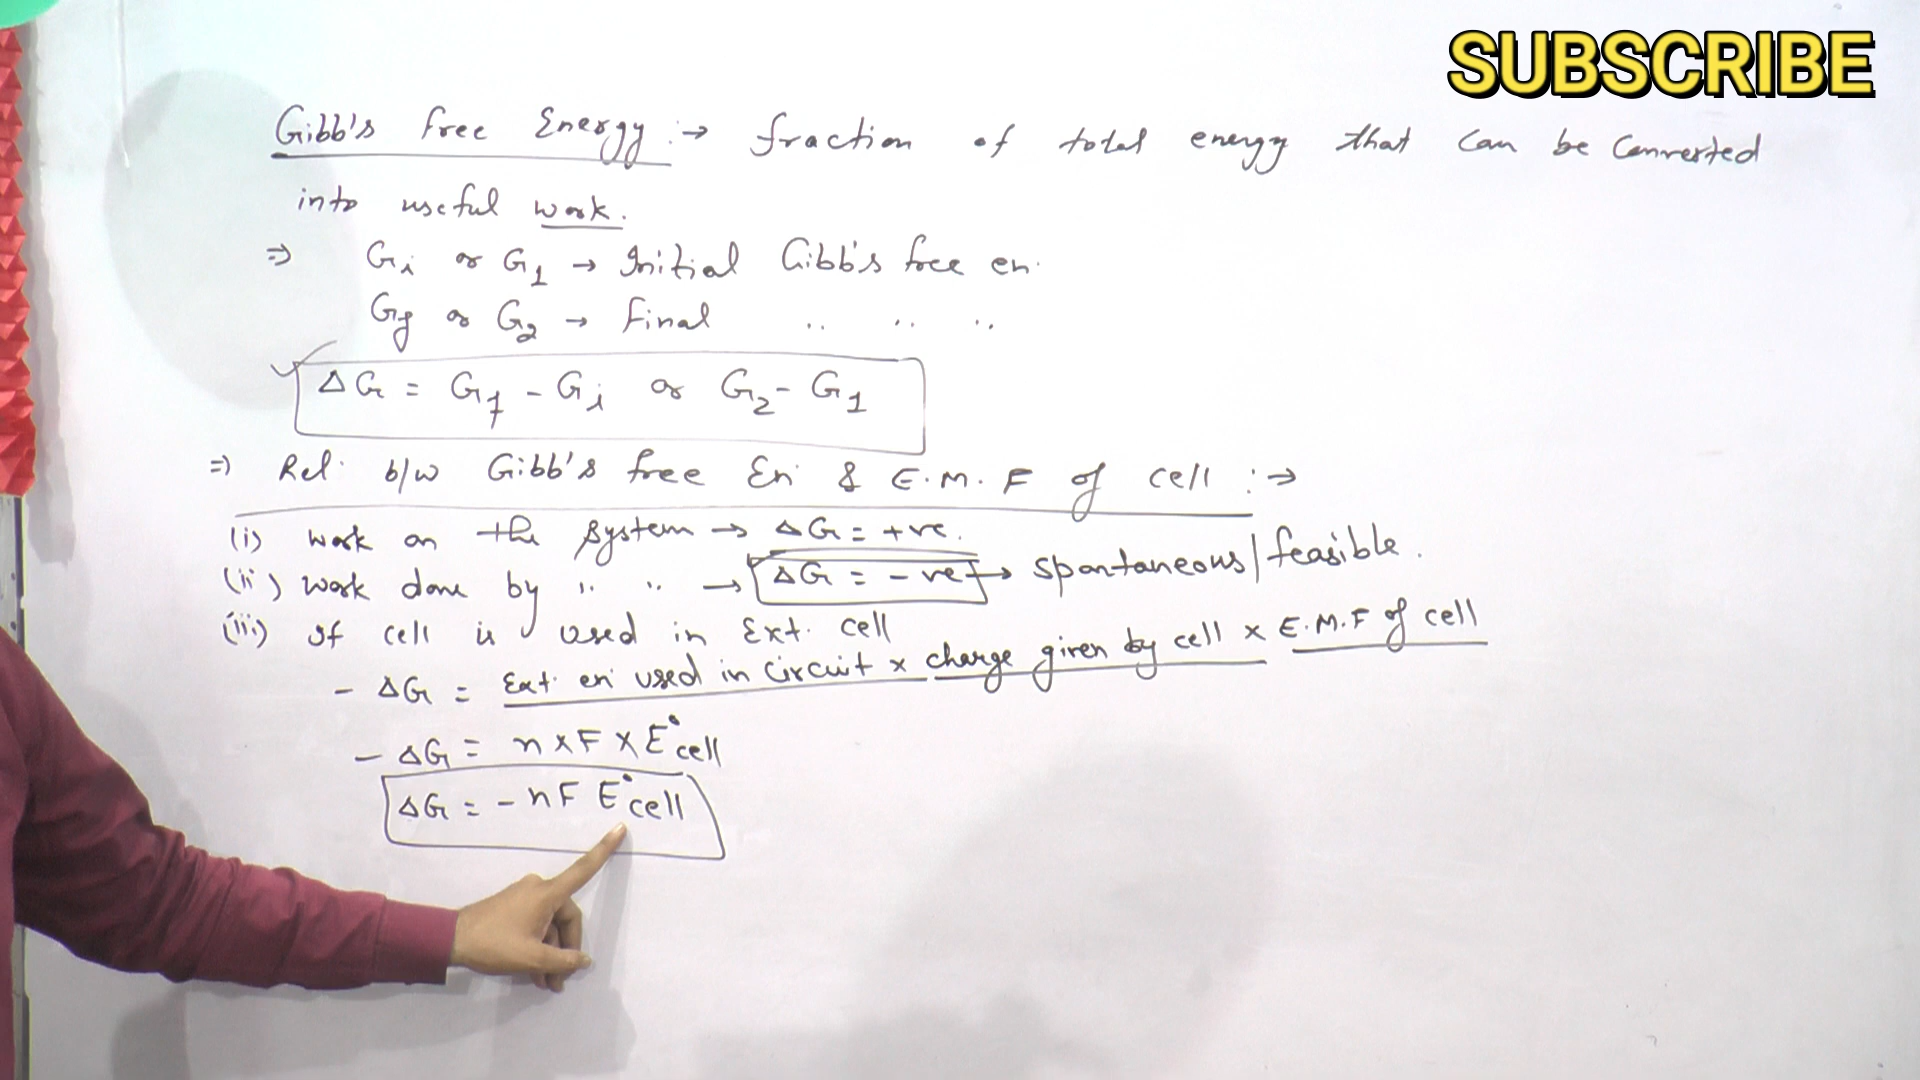 SUBSCRIBE
Gibb's free Energy :→ fraction of total energy that can be Converted
into useful work.
⇒ Gi or G1 → Initial Gibb's free en.
Gf or G2 → final .. .. ..
ΔG = Gf - Gi or G2 - G1
⇒ Rel. b/w Gibb's free En & E.M.F of cell :→
(i) work on the system → ΔG = +ve.
(ii) work done by .. .. → ΔG = -ve → spontaneous/feasible.
(iii) If cell is used in Ext. cell
- ΔG = Ext. en used in Circuit × charge given by cell × E.M.F of cell
- ΔG = n×F×E°cell
ΔG = -nF E°cell